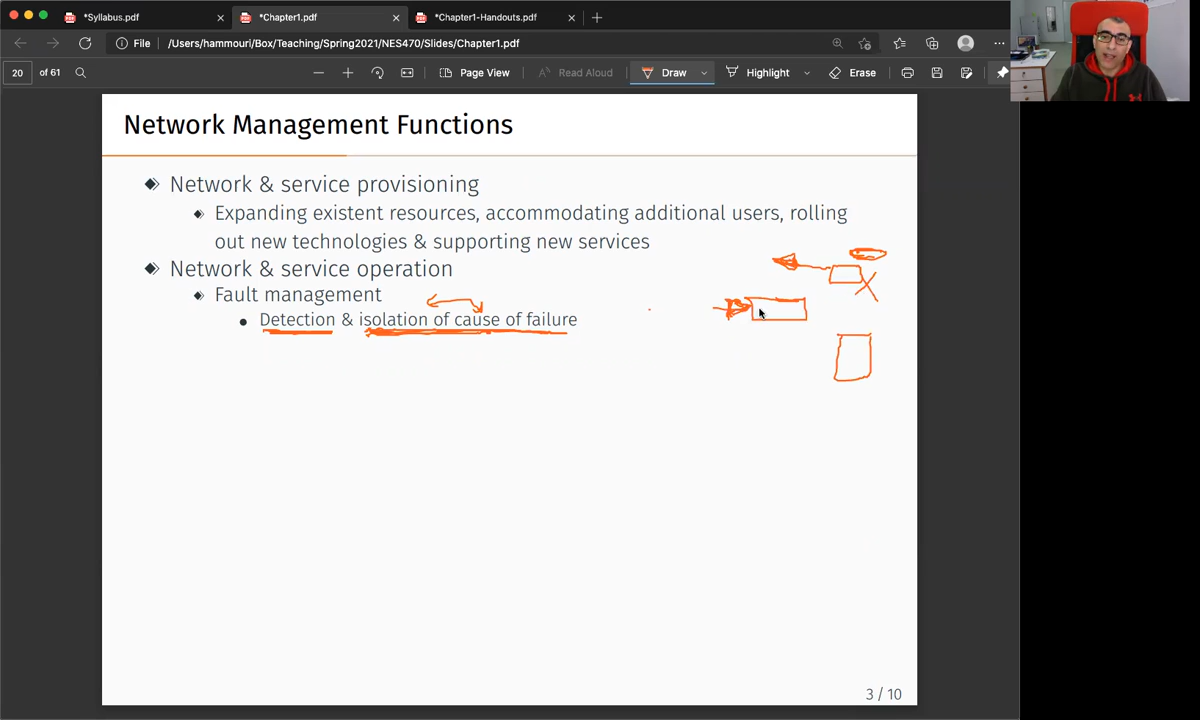 *Syllabus.pdf
*Chapter1.pdf
*Chapter1-Handouts.pdf
File /Users/hammouri/Box/Teaching/Spring2021/NES470/Slides/Chapter1.pdf
20 of 61
Page View
Read Aloud
Draw
Highlight
Erase
Network Management Functions
Network & service provisioning
Expanding existent resources, accommodating additional users, rolling
out new technologies & supporting new services
Network & service operation
Fault management
Detection & isolation of cause of failure
3 / 10